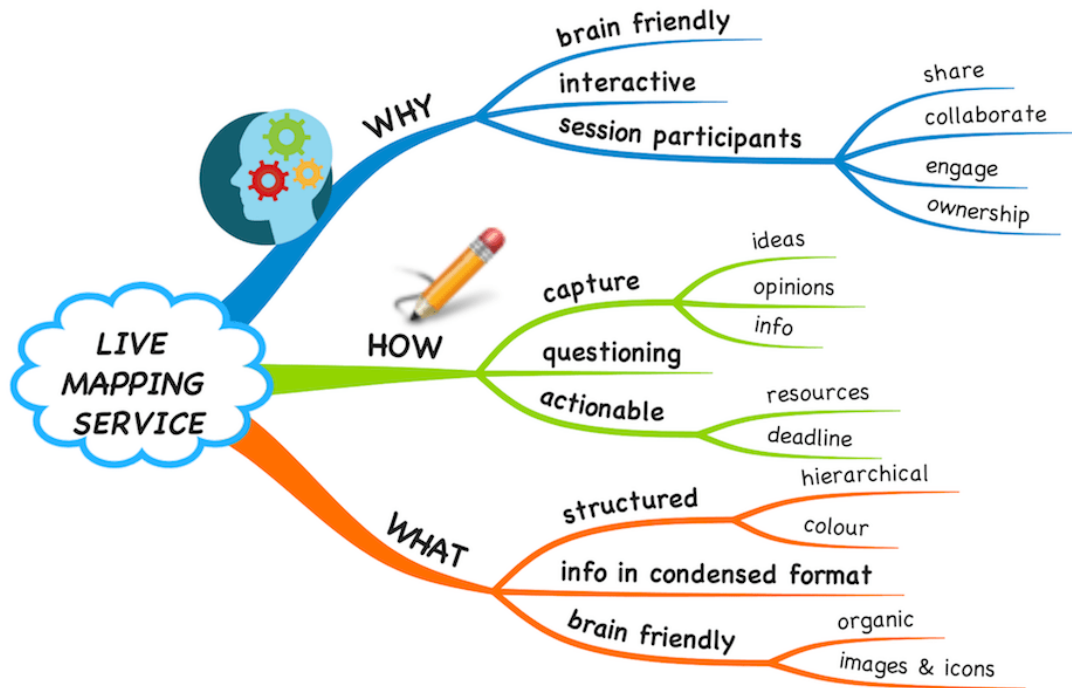 LIVE
MAPPING
SERVICE
WHY
brain friendly
interactive
session participants
share
collaborate
engage
ownership
HOW
capture
ideas
opinions
info
questioning
actionable
resources
deadline
WHAT
structured
hierarchical
colour
info in condensed format
brain friendly
organic
images & icons